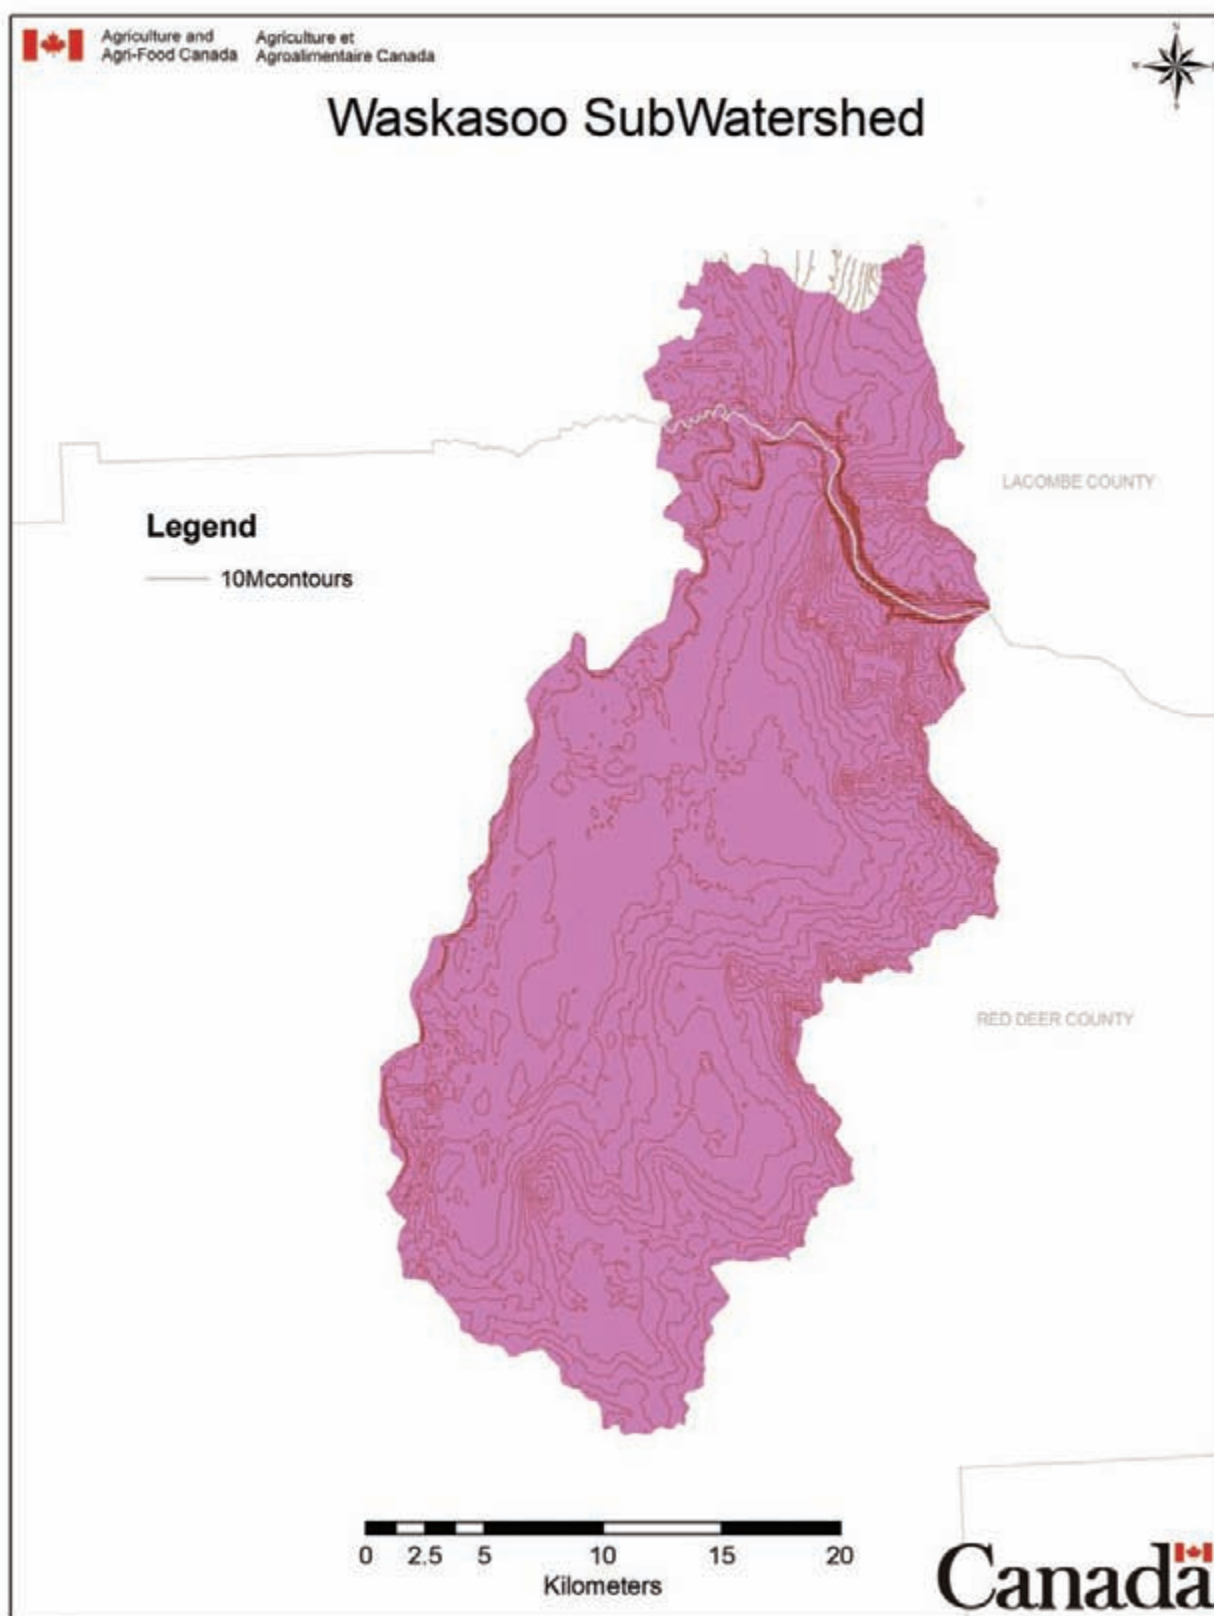 Agriculture and
Agri-Food Canada
Agriculture et
Agroalimentaire Canada
N
Waskasoo SubWatershed
LACOMBE COUNTY
Legend
10Mcontours
RED DEER COUNTY
0 2.5 5 10 15 20
Kilometers
Canada